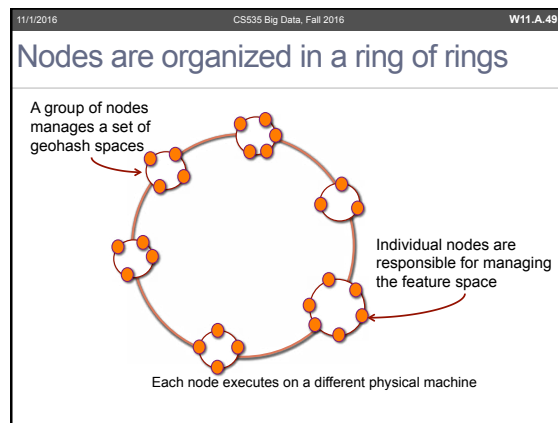 11/1/2016
CS535 Big Data, Fall 2016
W11.A.49
Nodes are organized in a ring of rings
A group of nodes
manages a set of
geohash spaces
Individual nodes are
responsible for managing
the feature space
Each node executes on a different physical machine